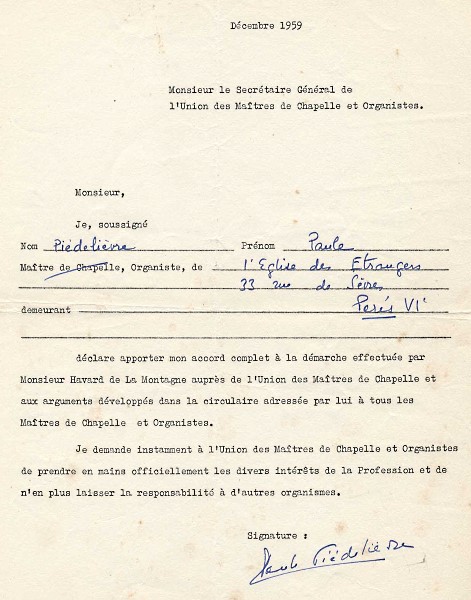 Décembre 1959
Monsieur le Secrétaire Général de
l'Union des Maîtres de Chapelle et Organistes.
Monsieur,
Je, soussigné
Nom Piédelièvre Prénom Paule
Maître de Chapelle, Organiste, de l'Eglise des Etrangers
33 rue de Sèvres
demeurant Paris VIe
déclare apporter mon accord complet à la démarche effectuée par
Monsieur Havard de La Montagne auprès de l'Union des Maîtres de Chapelle et
aux arguments développés dans la circulaire adressée par lui à tous les
Maîtres de Chapelle et Organistes.
Je demande instamment à l'Union des Maîtres de Chapelle et Organistes
de prendre en mains officiellement les divers intérêts de la Profession et de
n'en plus laisser la responsabilité à d'autres organismes.
Signature :
Paule Piédelièvre